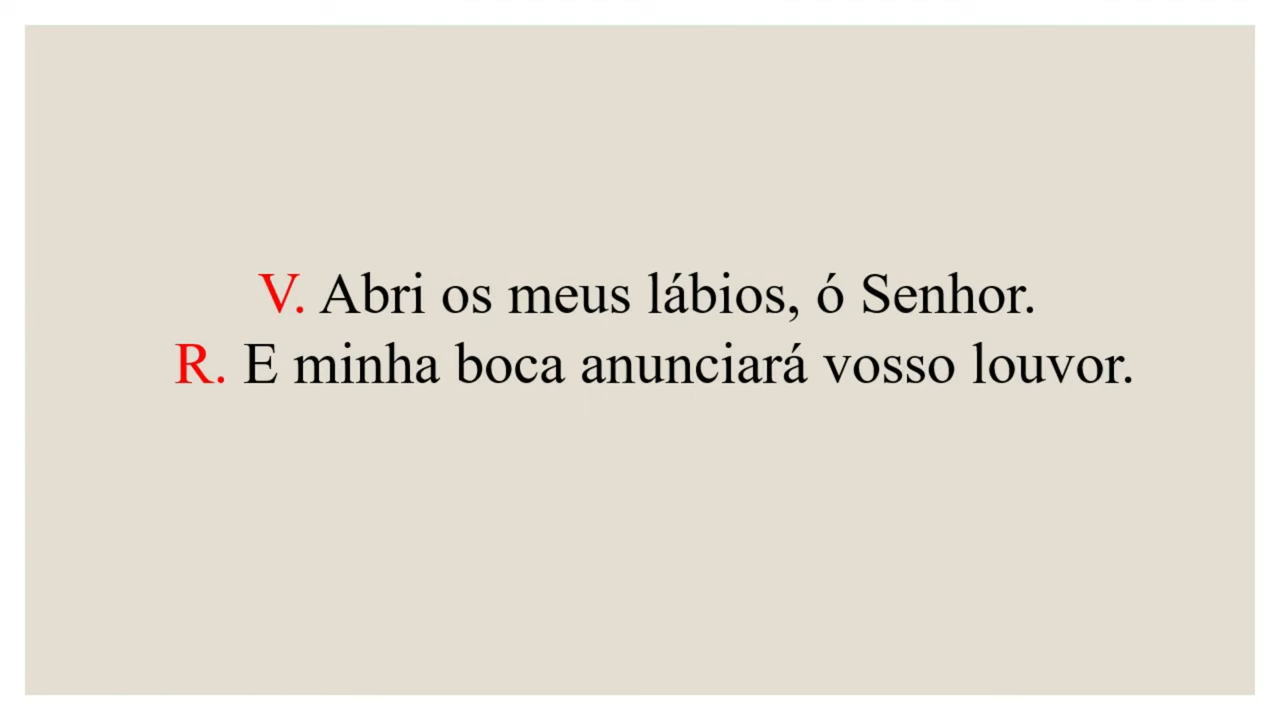 V. Abri os meus lábios, ó Senhor.
R. E minha boca anunciará vosso louvor.